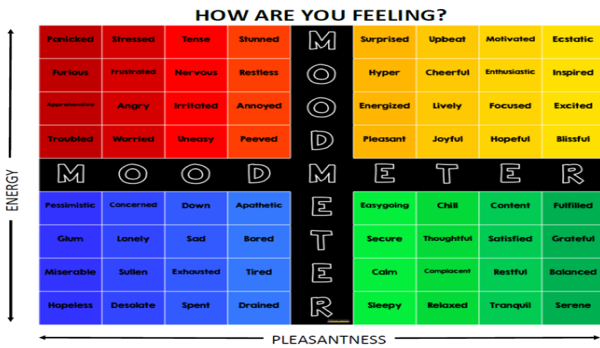 HOW ARE YOU FEELING?
Panicked Stressed Tense Stunned M Surprised Upbeat Motivated Ecstatic
Furious Frustrated Nervous Restless O Hyper Cheerful Enthusiastic Inspired
Apprehensive Angry Irritated Annoyed O Energized Lively Focused Excited
Troubled Worried Uneasy Peeved D Pleasant Joyful Hopeful Blissful
MOOD METER
Pessimistic Concerned Down Apathetic E Easygoing Chill Content Fulfilled
Glum Lonely Sad Bored T Secure Thoughtful Satisfied Grateful
Miserable Sullen Exhausted Tired E Calm Complacent Restful Balanced
Hopeless Desolate Spent Drained R Sleepy Relaxed Tranquil Serene
ENERGY
PLEASANTNESS